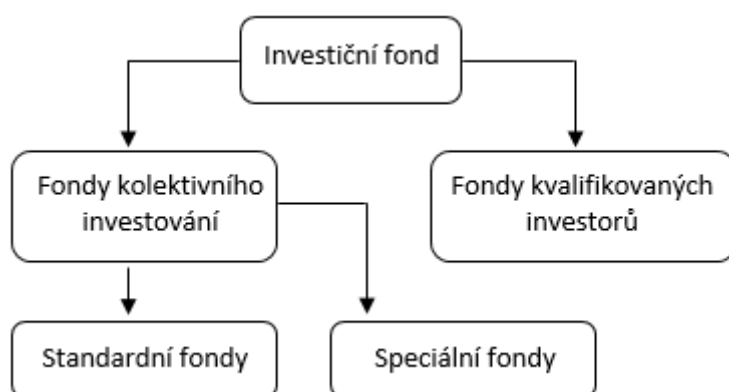 Investiční fond
Fondy kolektivního
investování
Fondy kvalifikovaných
investorů
Standardní fondy
Speciální fondy